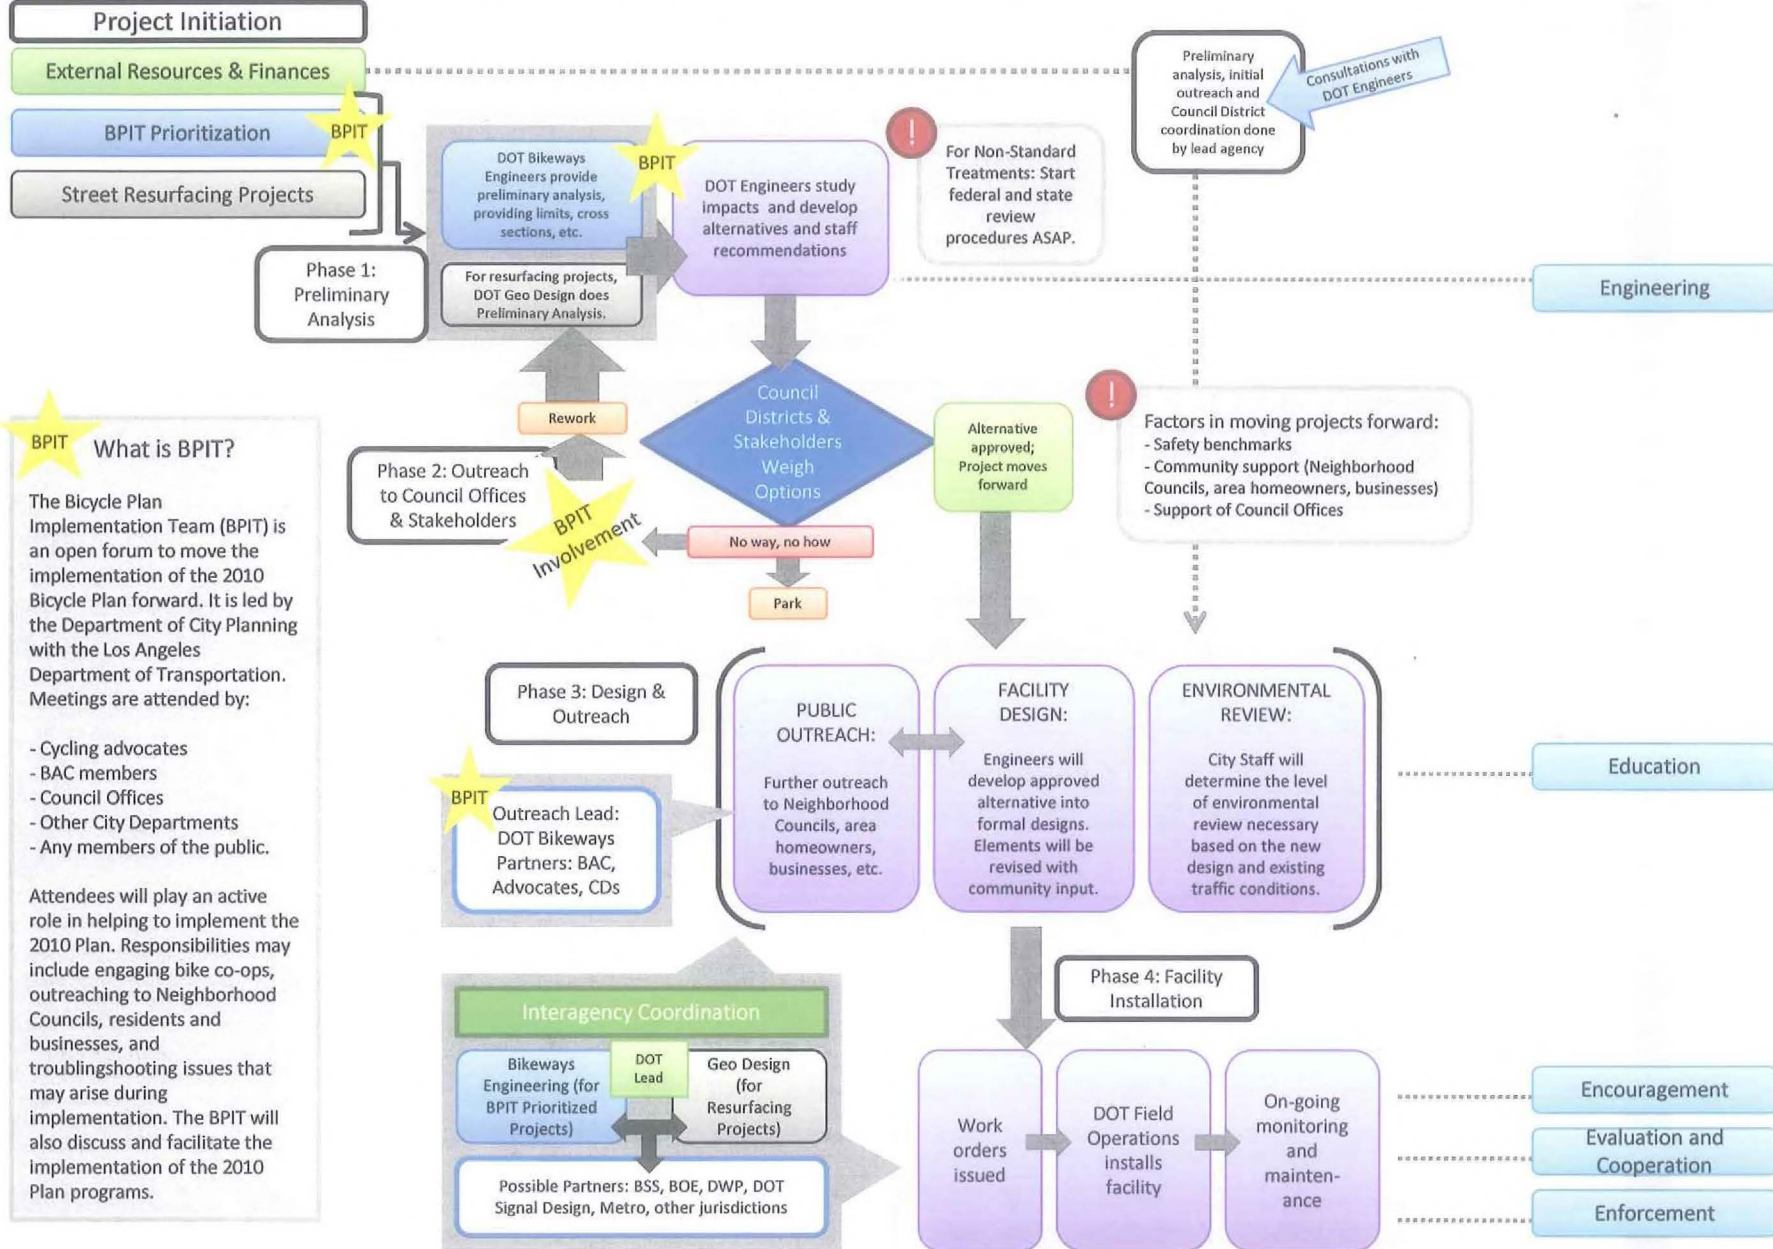 Project Initiation
External Resources & Finances
BPIT Prioritization
BPIT
Street Resurfacing Projects
Phase 1:
Preliminary
Analysis
DOT Bikeways
Engineers provide
preliminary analysis,
providing limits, cross
sections, etc.
For resurfacing projects,
DOT Geo Design does
Preliminary Analysis.
BPIT
DOT Engineers study
impacts and develop
alternatives and staff
recommendations
!
For Non-Standard
Treatments: Start
federal and state
review
procedures ASAP.
Preliminary
analysis, initial
outreach and
Council District
coordination done
by lead agency
Consultations with
DOT Engineers
Engineering
Rework
Phase 2: Outreach
to Council Offices
& Stakeholders
BPIT
Involvement
Council
Districts &
Stakeholders
Weigh
Options
No way, no how
Park
Alternative
approved;
Project moves
forward
!
Factors in moving projects forward:
- Safety benchmarks
- Community support (Neighborhood
Councils, area homeowners, businesses)
- Support of Council Offices
BPIT
What is BPIT?
The Bicycle Plan
Implementation Team (BPIT) is
an open forum to move the
implementation of the 2010
Bicycle Plan forward. It is led by
the Department of City Planning
with the Los Angeles
Department of Transportation.
Meetings are attended by:
- Cycling advocates
- BAC members
- Council Offices
- Other City Departments
- Any members of the public.
Attendees will play an active
role in helping to implement the
2010 Plan. Responsibilities may
include engaging bike co-ops,
outreaching to Neighborhood
Councils, residents and
businesses, and
troublingshooting issues that
may arise during
implementation. The BPIT will
also discuss and facilitate the
implementation of the 2010
Plan programs.
Phase 3: Design &
Outreach
BPIT
Outreach Lead:
DOT Bikeways
Partners: BAC,
Advocates, CDs
PUBLIC
OUTREACH:
Further outreach
to Neighborhood
Councils, area
homeowners,
businesses, etc.
FACILITY
DESIGN:
Engineers will
develop approved
alternative into
formal designs.
Elements will be
revised with
community input.
ENVIRONMENTAL
REVIEW:
City Staff will
determine the level
of environmental
review necessary
based on the new
design and existing
traffic conditions.
Education
Phase 4: Facility
Installation
Interagency Coordination
Bikeways
Engineering (for
BPIT Prioritized
Projects)
DOT
Lead
Geo Design
(for
Resurfacing
Projects)
Possible Partners: BSS, BOE, DWP, DOT
Signal Design, Metro, other jurisdictions
Work
orders
issued
DOT Field
Operations
installs
facility
On-going
monitoring
and
mainten-
ance
Encouragement
Evaluation and
Cooperation
Enforcement